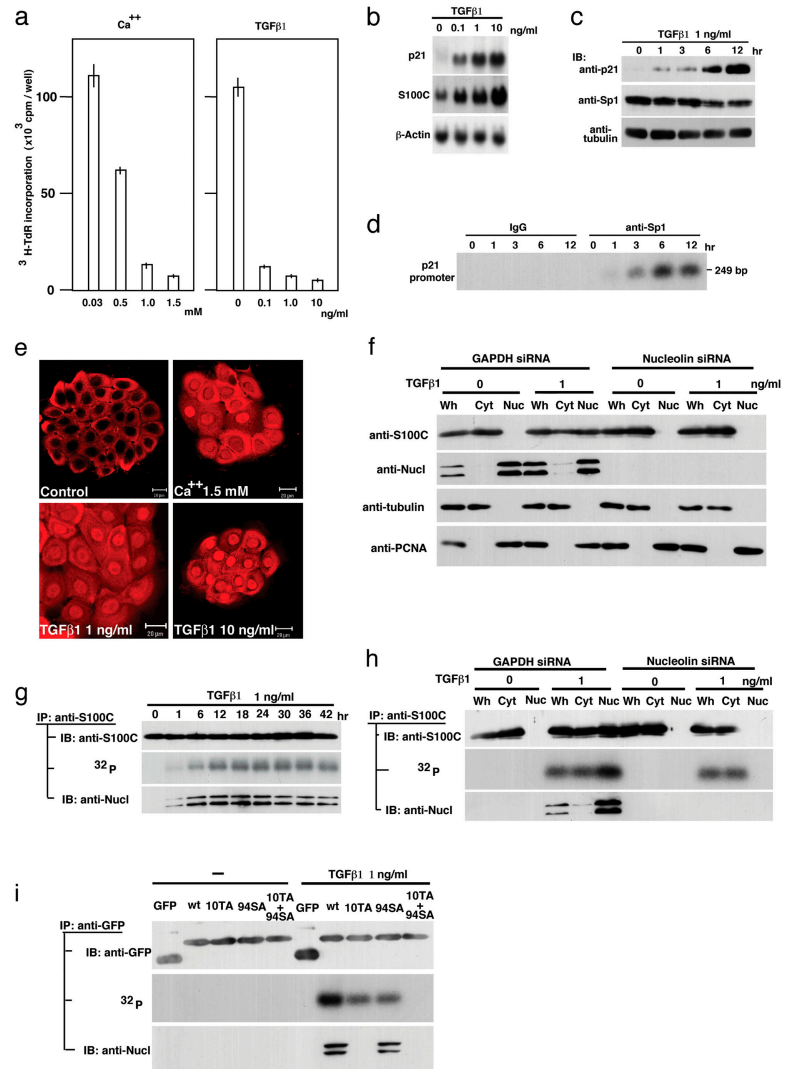 a
Ca++
TGFβ1
3H-TdR incorporation (x10^3 cpm / well)
100
50
0
0.03 0.5 1.0 1.5
mM
0 0.1 1.0 10
ng/ml
b
TGFβ1
0 0.1 1 10 ng/ml
p21
S100C
β-Actin
c
TGFβ1 1 ng/ml
0 1 3 6 12 hr
IB:
anti-p21
anti-Sp1
anti-
tubulin
d
IgG
anti-Sp1
0 1 3 6 12 0 1 3 6 12 hr
p21
promoter
249 bp
e
Control
20 µm
Ca++ 1.5 mM
20 µm
TGFβ1 1 ng/ml
20 µm
TGFβ1 10 ng/ml
20 µm
f
GAPDH siRNA
Nucleolin siRNA
TGFβ1 0 1 0 1 ng/ml
Wh Cyt Nuc Wh Cyt Nuc Wh Cyt Nuc Wh Cyt Nuc
anti-S100C
anti-Nucl
anti-tubulin
anti-PCNA
g
TGFβ1 1 ng/ml
0 1 6 12 18 24 30 36 42 hr
IP: anti-S100C
IB: anti-S100C
32P
IB: anti-Nucl
h
GAPDH siRNA
Nucleolin siRNA
TGFβ1 0 1 0 1 ng/ml
Wh Cyt Nuc Wh Cyt Nuc Wh Cyt Nuc Wh Cyt Nuc
IP: anti-S100C
IB: anti-S100C
32P
IB: anti-Nucl
i
—
TGFβ1 1 ng/ml
GFP wt 10TA 94SA 10TA + 94SA GFP wt 10TA 94SA 10TA + 94SA
IP: anti-GFP
IB: anti-GFP
32P
IB: anti-Nucl